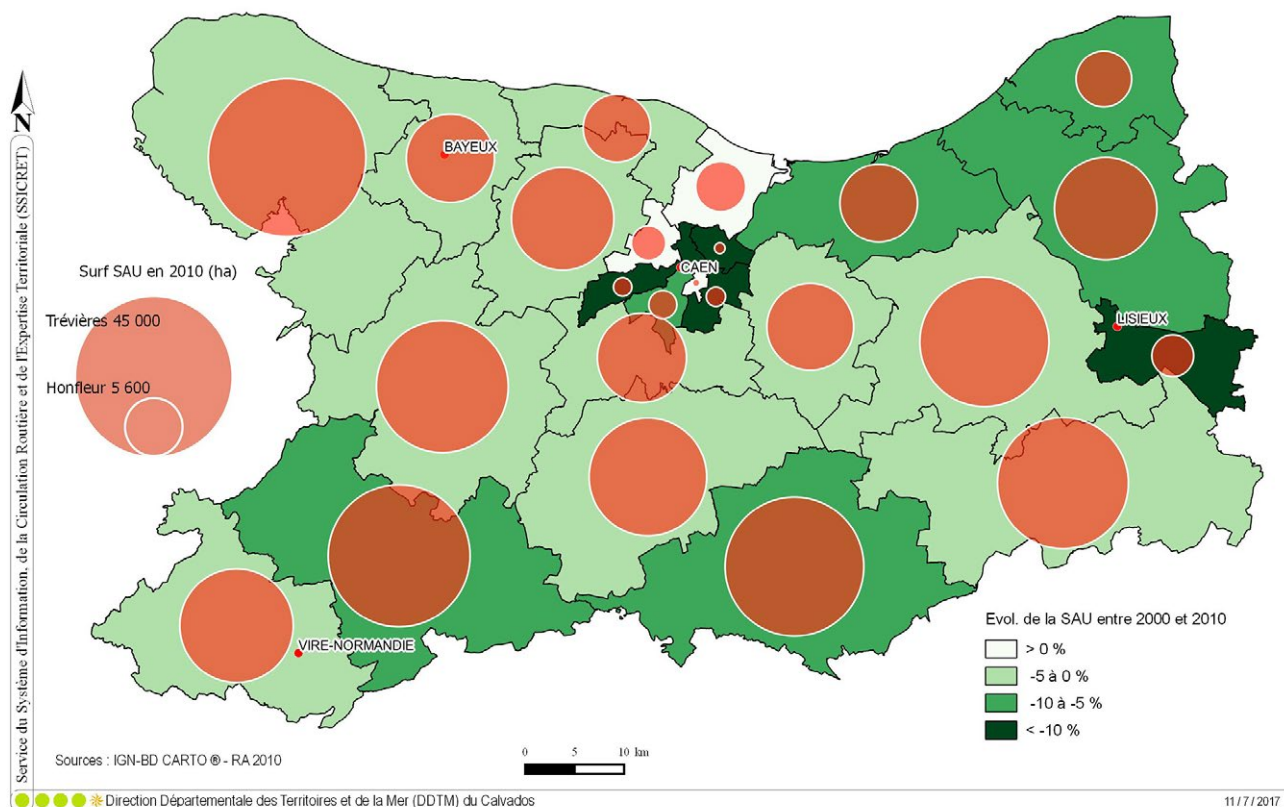 N
Service du Système d'Information, de la Circulation Routière et de l'Expertise Territoriale (SSICRET)
Surf SAU en 2010 (ha)
Trévières 45 000
Honfleur 5 600
BAYEUX
CAEN
LISIEUX
VIRE-NORMANDIE
Evol. de la SAU entre 2000 et 2010
> 0 %
-5 à 0 %
-10 à -5 %
< -10 %
Sources : IGN-BD CARTO ® - RA 2010
0 5 10 km
Direction Départementale des Territoires et de la Mer (DDTM) du Calvados
11/7/2017